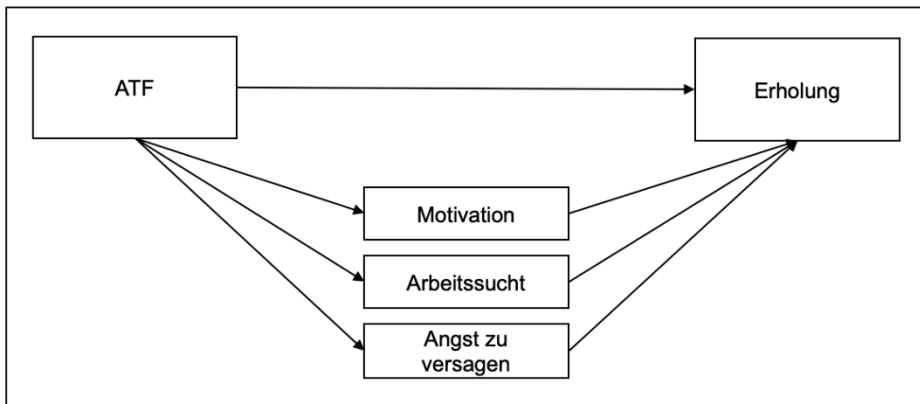 ATF
Erholung
Motivation
Arbeitssucht
Angst zu
versagen